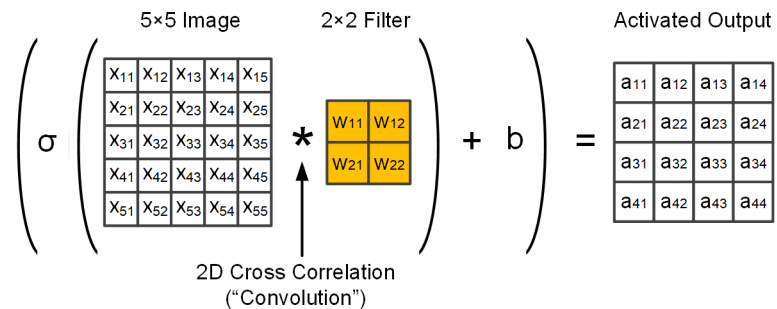 5×5 Image 2×2 Filter Activated Output
x11 x12 x13 x14 x15
x21 x22 x23 x24 x25
x31 x32 x33 x34 x35
x41 x42 x43 x44 x45
x51 x52 x53 x54 x55
w11 w12
w21 w22
( σ ( * ) + b ) =
a11 a12 a13 a14
a21 a22 a23 a24
a31 a32 a33 a34
a41 a42 a43 a44
2D Cross Correlation
(“Convolution”)